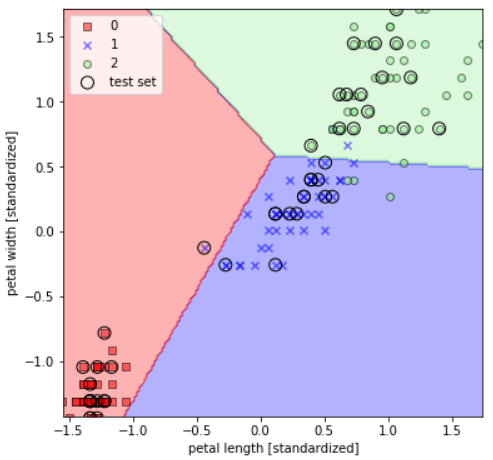 0
1
2
test set
1.5
1.0
0.5
0.0
−0.5
−1.0
petal width [standardized]
−1.5 −1.0 −0.5 0.0 0.5 1.0 1.5
petal length [standardized]